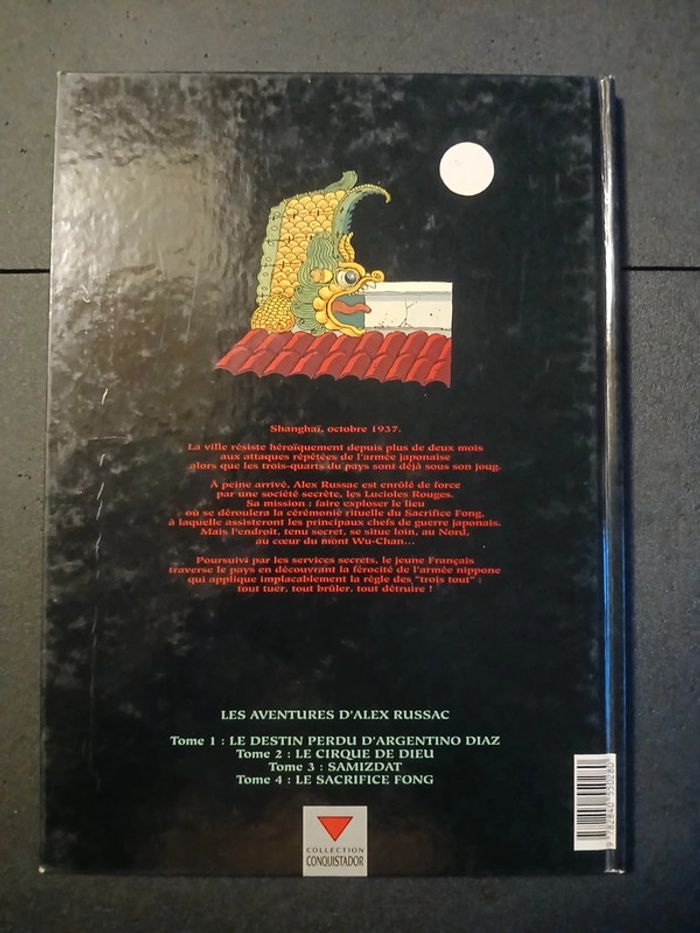 Shanghaï, octobre 1937.
La ville résiste héroïquement depuis plus de deux mois
aux attaques répétées de l'armée japonaise
alors que les trois-quarts du pays sont déjà sous son joug.
À peine arrivé, Alex Russac est enrôlé de force
par une société secrète, les Lucioles Rouges.
Sa mission : faire exploser le lieu
où se déroulera la cérémonie rituelle du Sacrifice Fong,
à laquelle assisteront les principaux chefs de guerre japonais.
Mais l'endroit, tenu secret, se situe loin, au Nord,
au cœur du mont Wu-Chan...
Poursuivi par les services secrets, le jeune Français
traverse le pays en découvrant la férocité de l'armée nippone
qui applique implacablement la règle des "trois tout" :
tout tuer, tout brûler, tout détruire !
LES AVENTURES D'ALEX RUSSAC
Tome 1 : LE DESTIN PERDU D'ARGENTINO DIAZ
Tome 2 : LE CIRQUE DE DIEU
Tome 3 : SAMIZDAT
Tome 4 : LE SACRIFICE FONG
COLLECTION
CONQUISTADOR
9 782840 550280